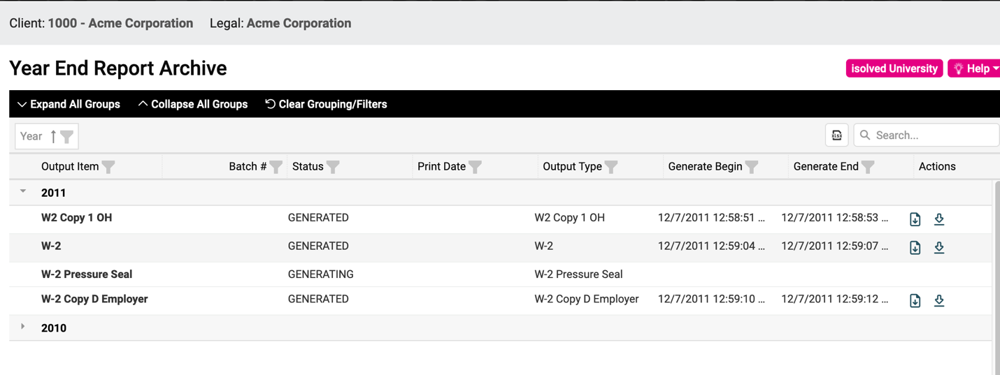 Client: 1000 - Acme Corporation Legal: Acme Corporation
Year End Report Archive
isolved University Help
Expand All Groups Collapse All Groups Clear Grouping/Filters
Year XLSX Search...
Output Item Batch # Status Print Date Output Type Generate Begin Generate End Actions
2011
W2 Copy 1 OH GENERATED W2 Copy 1 OH 12/7/2011 12:58:51 ... 12/7/2011 12:58:53 ...
W-2 GENERATED W-2 12/7/2011 12:59:04 ... 12/7/2011 12:59:07 ...
W-2 Pressure Seal GENERATING W-2 Pressure Seal
W-2 Copy D Employer GENERATED W-2 Copy D Employer 12/7/2011 12:59:10 ... 12/7/2011 12:59:12 ...
2010